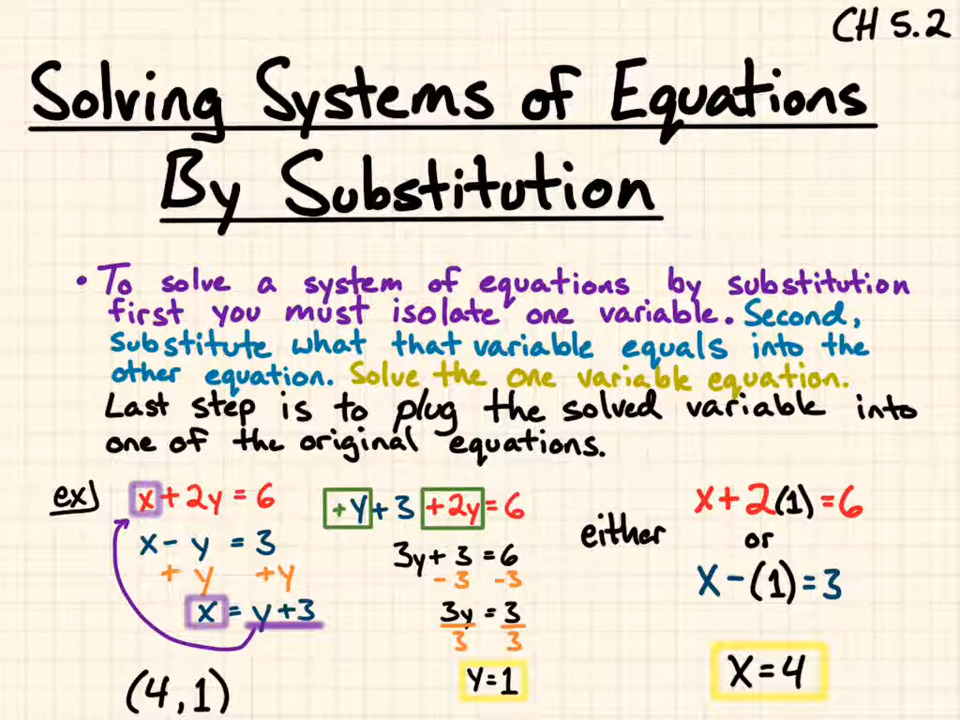 CH 5.2
Solving Systems of Equations
By Substitution
• To solve a system of equations by substitution
first you must isolate one variable. Second,
substitute what that variable equals into the
other equation. Solve the one variable equation.
Last step is to plug the solved variable into
one of the original equations.
ex)
x + 2y = 6
x - y = 3
+ y +y
x = y+3
(4,1)
+y+3 +2y = 6
3y + 3 = 6
-3 -3
3y = 3
3 3
y=1
either
x + 2(1) = 6
or
x - (1) = 3
x = 4